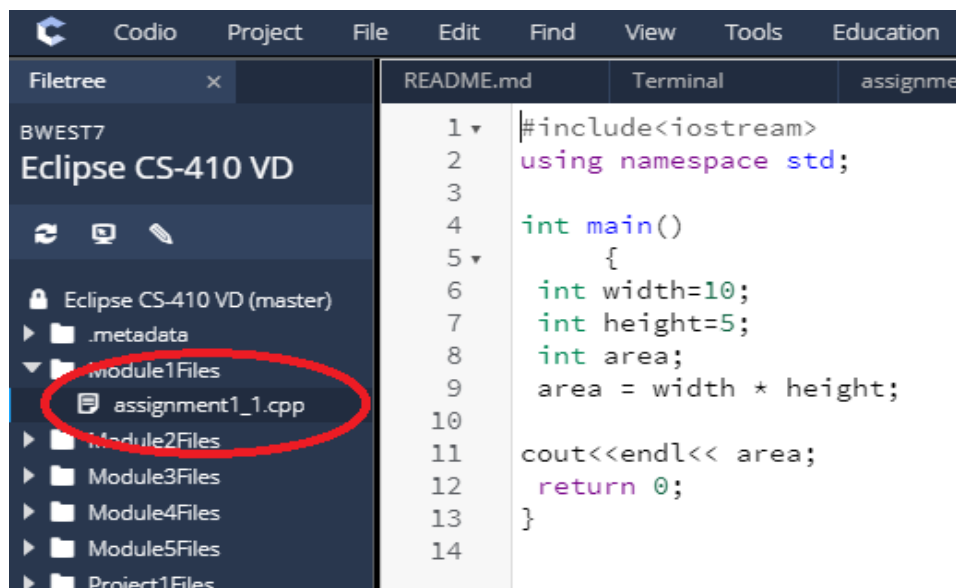 Codio Project File Edit Find View Tools Education
Filetree ×
README.md Terminal
BWEST7
Eclipse CS-410 VD
Eclipse CS-410 VD (master)
.metadata
Module1Files
assignment1_1.cpp
Module2Files
Module3Files
Module4Files
Module5Files
Project1Files
1 #include<iostream>
2 using namespace std;
3
4 int main()
5 {
6 int width=10;
7 int height=5;
8 int area;
9 area = width * height;
10
11 cout<<endl<< area;
12 return 0;
13 }
14